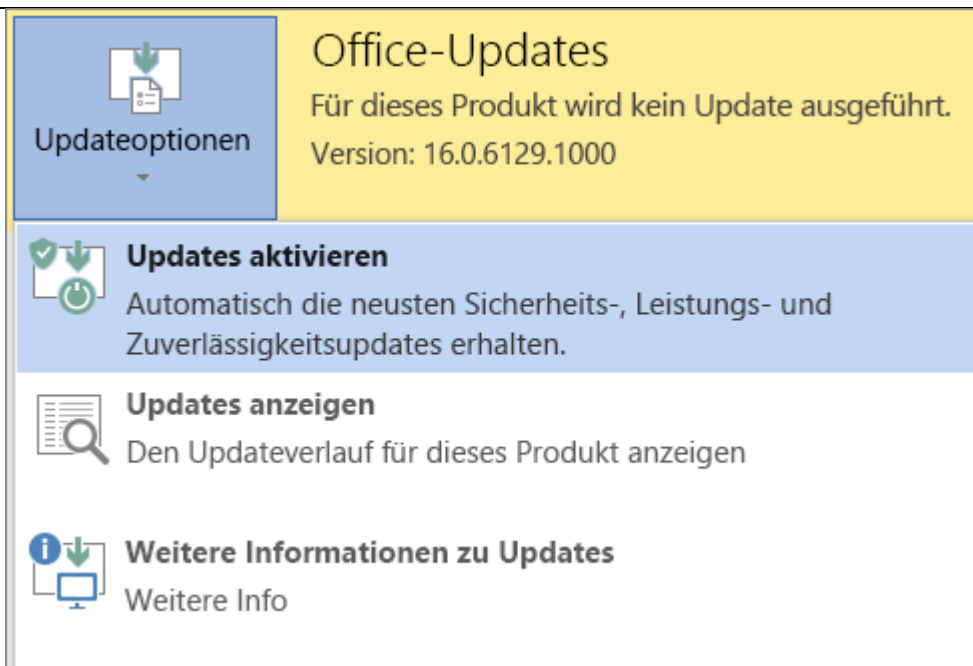 Updateoptionen
Office-Updates
Für dieses Produkt wird kein Update ausgeführt.
Version: 16.0.6129.1000
Updates aktivieren
Automatisch die neusten Sicherheits-, Leistungs- und
Zuverlässigkeitsupdates erhalten.
Updates anzeigen
Den Updateverlauf für dieses Produkt anzeigen
Weitere Informationen zu Updates
Weitere Info